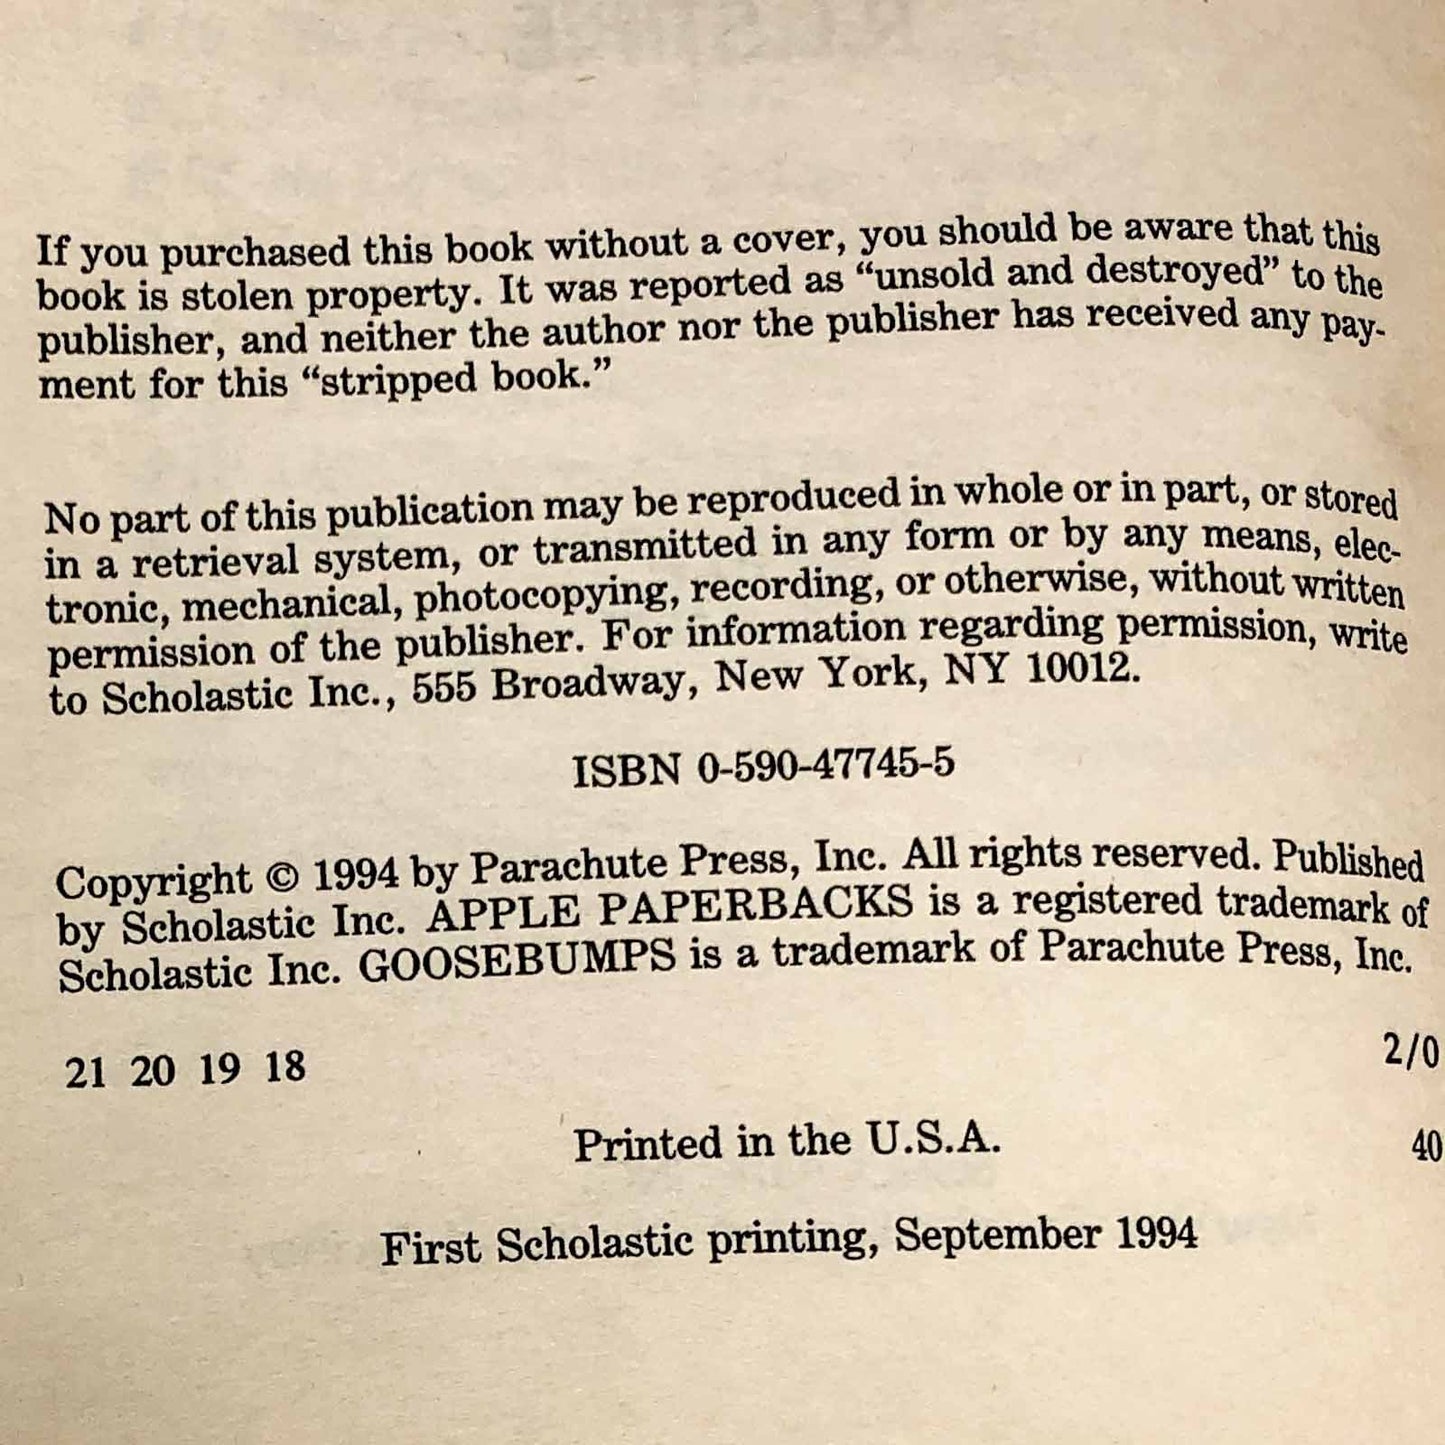 If you purchased this book without a cover, you should be aware that this
book is stolen property. It was reported as “unsold and destroyed” to the
publisher, and neither the author nor the publisher has received any pay-
ment for this “stripped book.”
No part of this publication may be reproduced in whole or in part, or stored
in a retrieval system, or transmitted in any form or by any means, elec-
tronic, mechanical, photocopying, recording, or otherwise, without written
permission of the publisher. For information regarding permission, write
to Scholastic Inc., 555 Broadway, New York, NY 10012.
ISBN 0-590-47745-5
Copyright © 1994 by Parachute Press, Inc. All rights reserved. Published
by Scholastic Inc. APPLE PAPERBACKS is a registered trademark of
Scholastic Inc. GOOSEBUMPS is a trademark of Parachute Press, Inc.
21 20 19 18 2/0
Printed in the U.S.A. 40
First Scholastic printing, September 1994